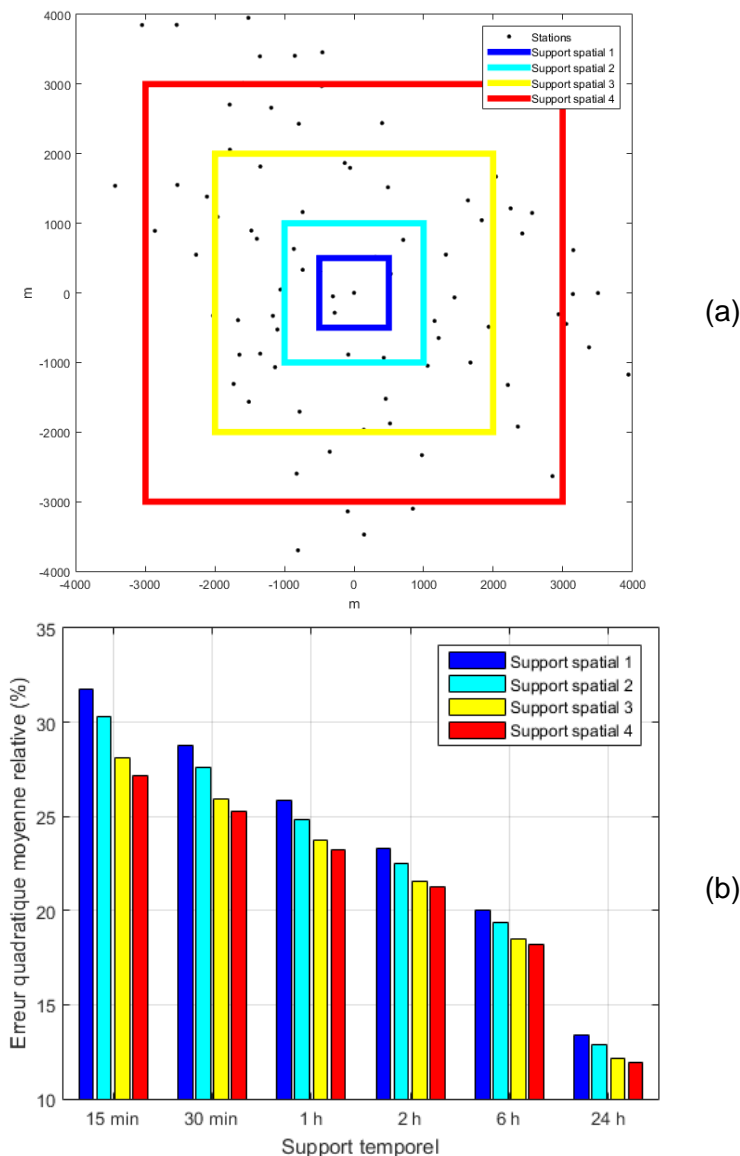 4000
3000
2000
1000
0
-1000
-2000
-3000
-4000
m
-4000 -3000 -2000 -1000 0 1000 2000 3000 4000
m
Stations
Support spatial 1
Support spatial 2
Support spatial 3
Support spatial 4
(a)
35
30
25
20
15
10
Erreur quadratique moyenne relative (%)
Support spatial 1
Support spatial 2
Support spatial 3
Support spatial 4
15 min 30 min 1 h 2 h 6 h 24 h
Support temporel
(b)